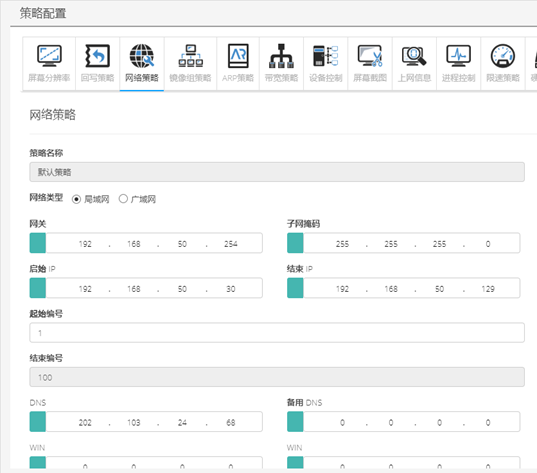 策略配置
屏幕分辨率 回写策略 网络策略 镜像组策略 ARP策略 带宽策略 设备控制 屏幕截图 上网信息 进程控制 限速策略
网络策略
策略名称
默认策略
网络类型 局域网 广域网
网关 子网掩码
192 . 168 . 50 . 254 255 . 255 . 255 . 0
启始 IP 结束 IP
192 . 168 . 50 . 30 192 . 168 . 50 . 129
起始编号
1
结束编号
100
DNS 备用 DNS
202 . 103 . 24 . 68 0 . 0 . 0 . 0
WIN WIN
0 0 0 0 0 0 0 0